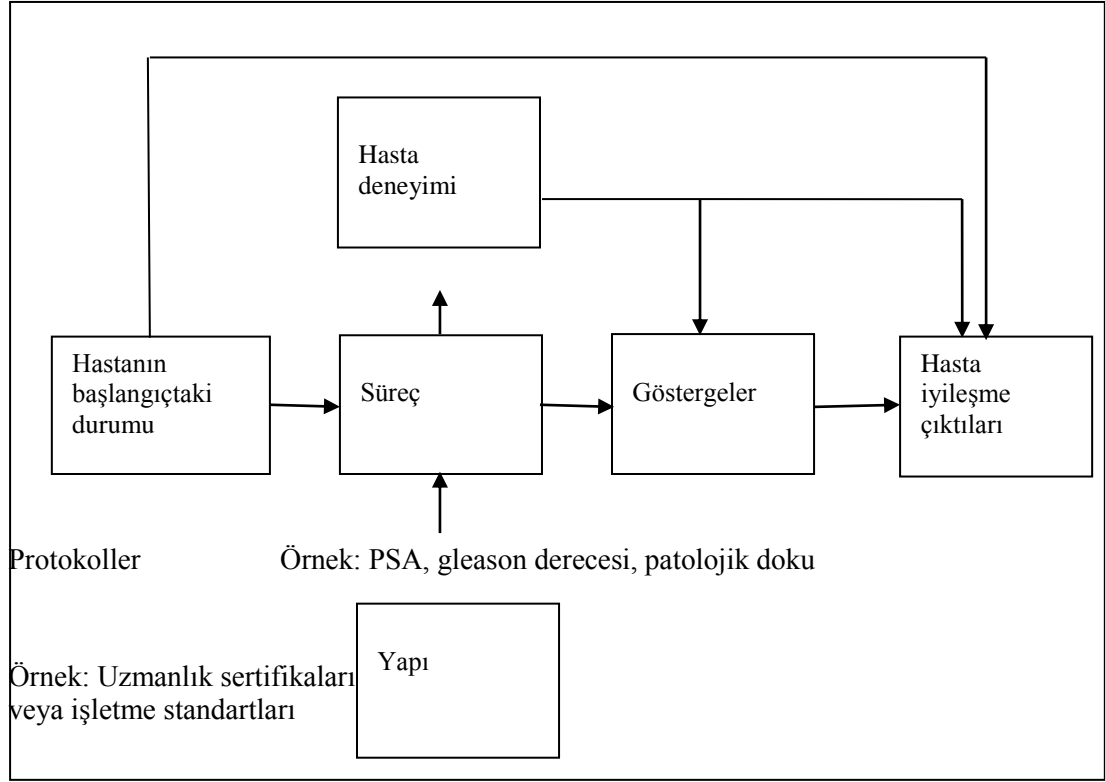 Hasta
deneyimi
Hastanın
başlangıçtaki
durumu
Süreç
Göstergeler
Hasta
iyileşme
çıktıları
Protokoller
Örnek: PSA, gleason derecesi, patolojik doku
Yapı
Örnek: Uzmanlık sertifikaları
veya işletme standartları